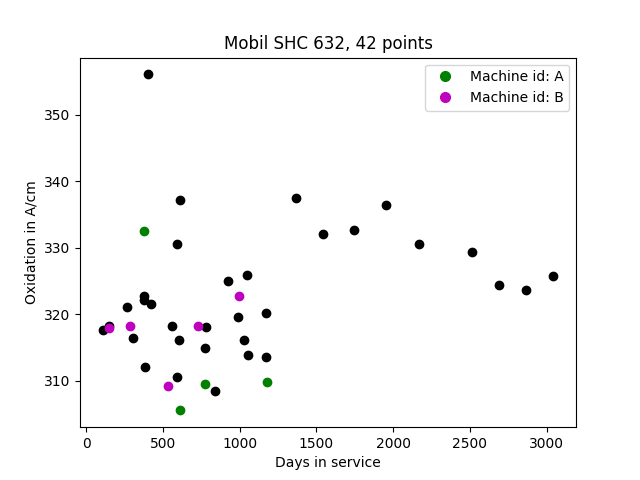 Mobil SHC 632, 42 points
Machine id: A
Machine id: B
350
340
330
320
310
Oxidation in A/cm
0 500 1000 1500 2000 2500 3000
Days in service